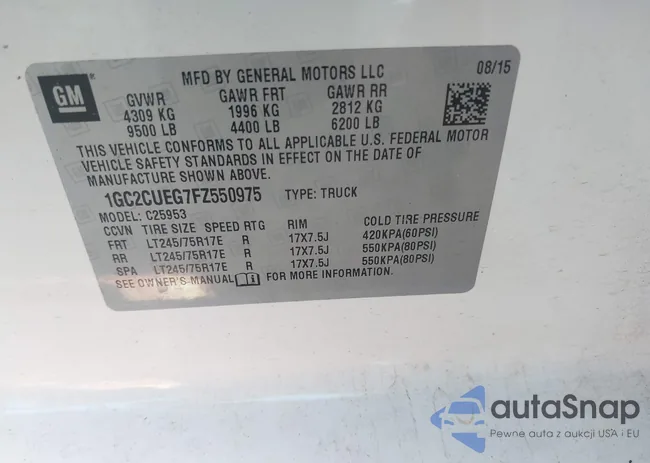 GM
MFD BY GENERAL MOTORS LLC 08/15
GVWR GAWR FRT GAWR RR
4309 KG 1996 KG 2812 KG
9500 LB 4400 LB 6200 LB
THIS VEHICLE CONFORMS TO ALL APPLICABLE U.S. FEDERAL MOTOR
VEHICLE SAFETY STANDARDS IN EFFECT ON THE DATE OF
MANUFACTURE SHOWN ABOVE.
1GC2CUEG7FZ550975 TYPE: TRUCK
MODEL: C25953
CCVN TIRE SIZE SPEED RTG RIM COLD TIRE PRESSURE
FRT LT245/75R17E R 17X7.5J 420KPA(60PSI)
RR LT245/75R17E R 17X7.5J 550KPA(80PSI)
SPA LT245/75R17E R 17X7.5J 550KPA(80PSI)
SEE OWNER'S MANUAL FOR MORE INFORMATION.
autaSnap
Pewne auta z aukcji USA i EU